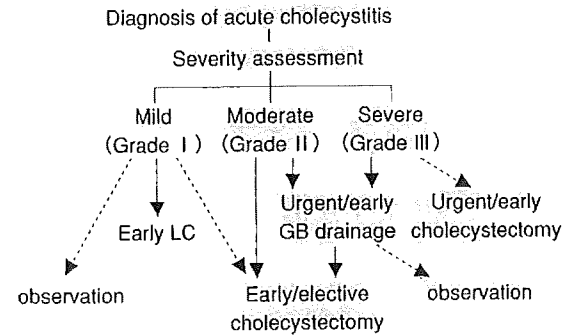 Diagnosis of acute cholecystitis
Severity assessment
Mild Moderate Severe
(Grade I) (Grade II) (Grade III)
Early LC
Urgent/early
GB drainage
Urgent/early
cholecystectomy
observation
Early/elective
cholecystectomy
observation